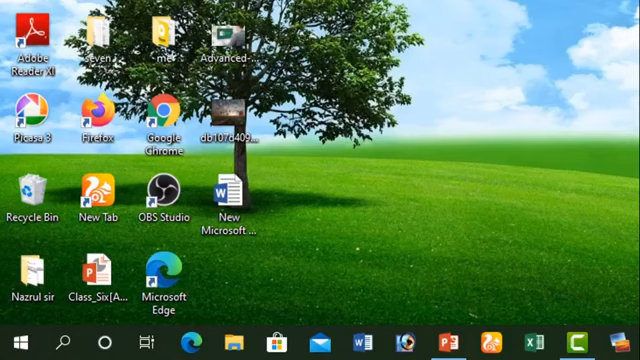 Adobe
Reader XI
seven
me
Advanced-...
Picasa 3
Firefox
Google
Chrome
db107d409...
Recycle Bin
New Tab
OBS Studio
New
Microsoft ...
Nazrul sir
Class_Six[A...
Microsoft
Edge